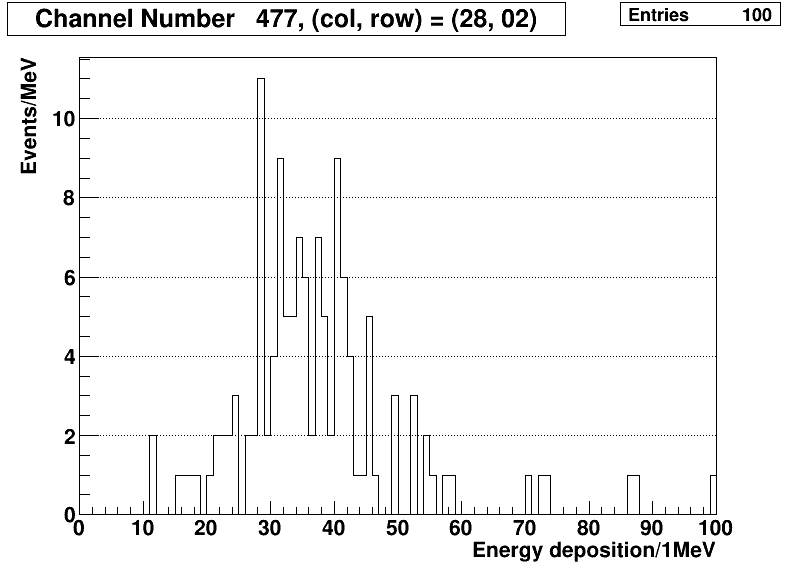 Channel Number 477, (col, row) = (28, 02)
Entries 100
Events/MeV
10
8
6
4
2
0
0 10 20 30 40 50 60 70 80 90 100
Energy deposition/1MeV